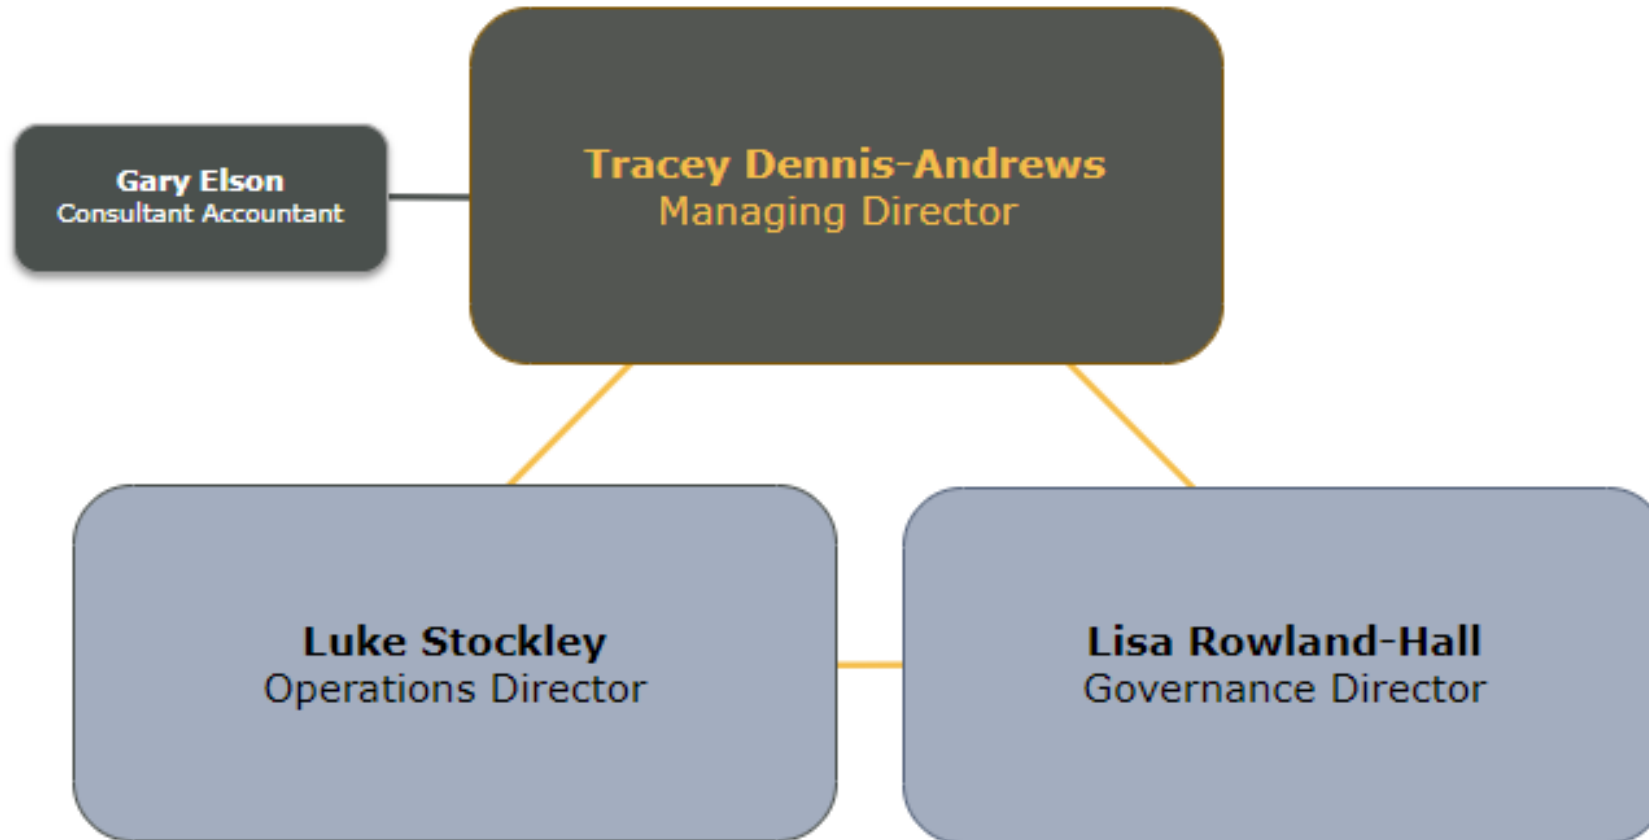 Tracey Dennis-Andrews
Managing Director
Gary Elson
Consultant Accountant
Luke Stockley
Operations Director
Lisa Rowland-Hall
Governance Director